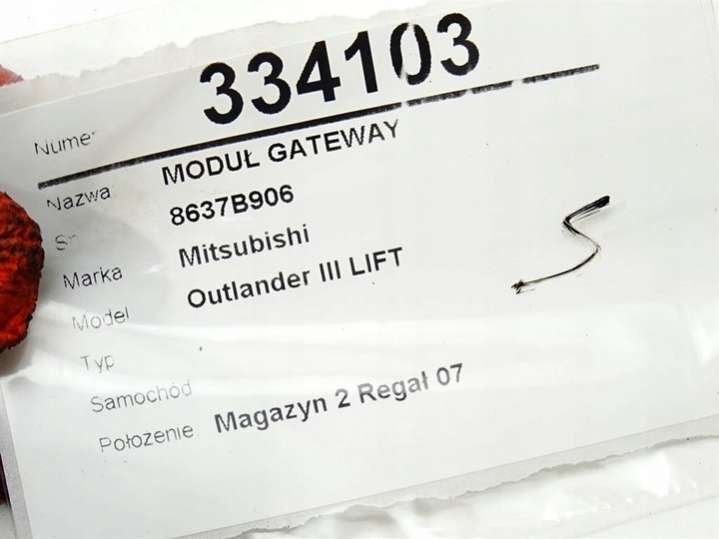 Numer 334103
Nazwa MODUŁ GATEWAY
8637B906
Marka Mitsubishi
Model Outlander III LIFT
Typ
Samochód
Położenie Magazyn 2 Regał 07